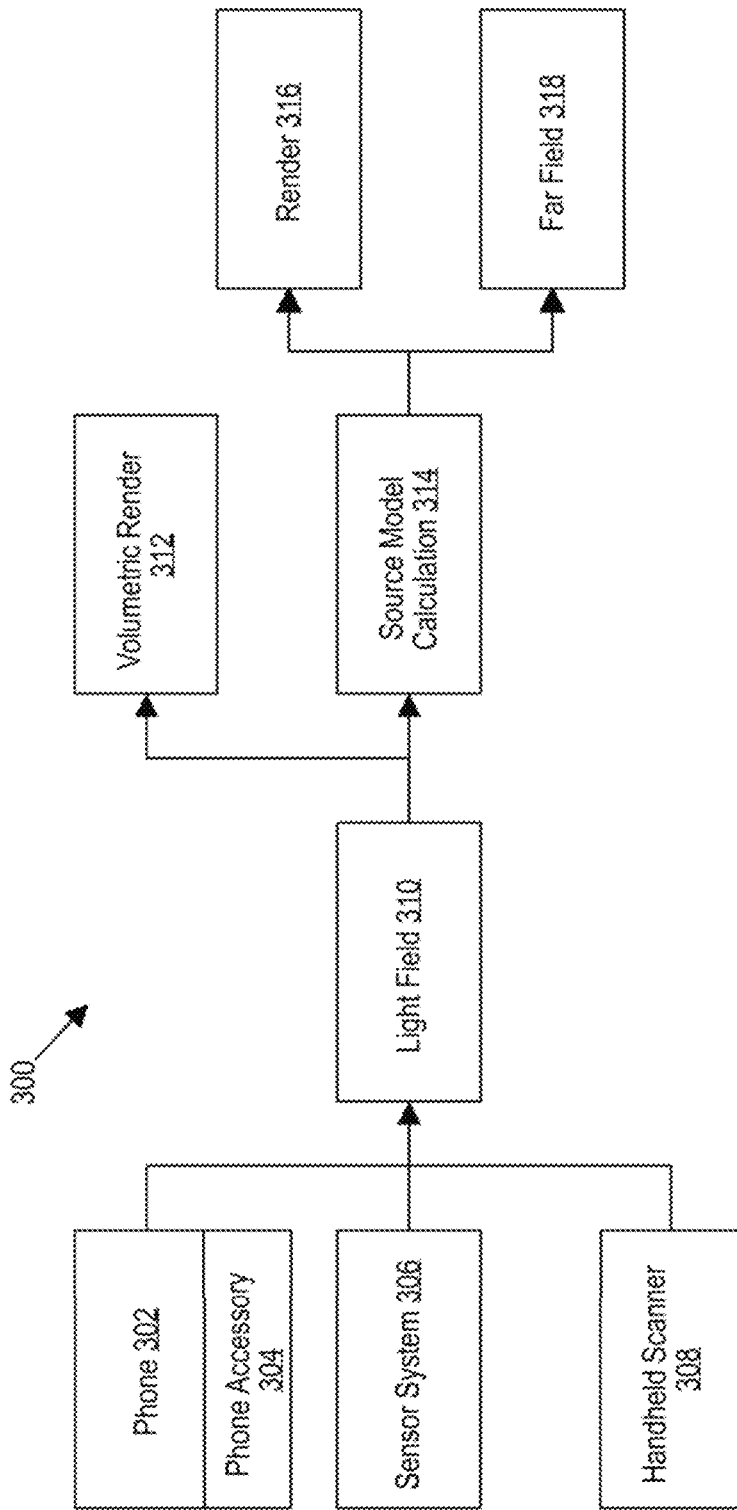 300
Phone 302
Phone Accessory
304
Sensor System 306
Handheld Scanner
308
Light Field 310
Volumetric Render
312
Source Model
Calculation 314
Render 316
Far Field 318